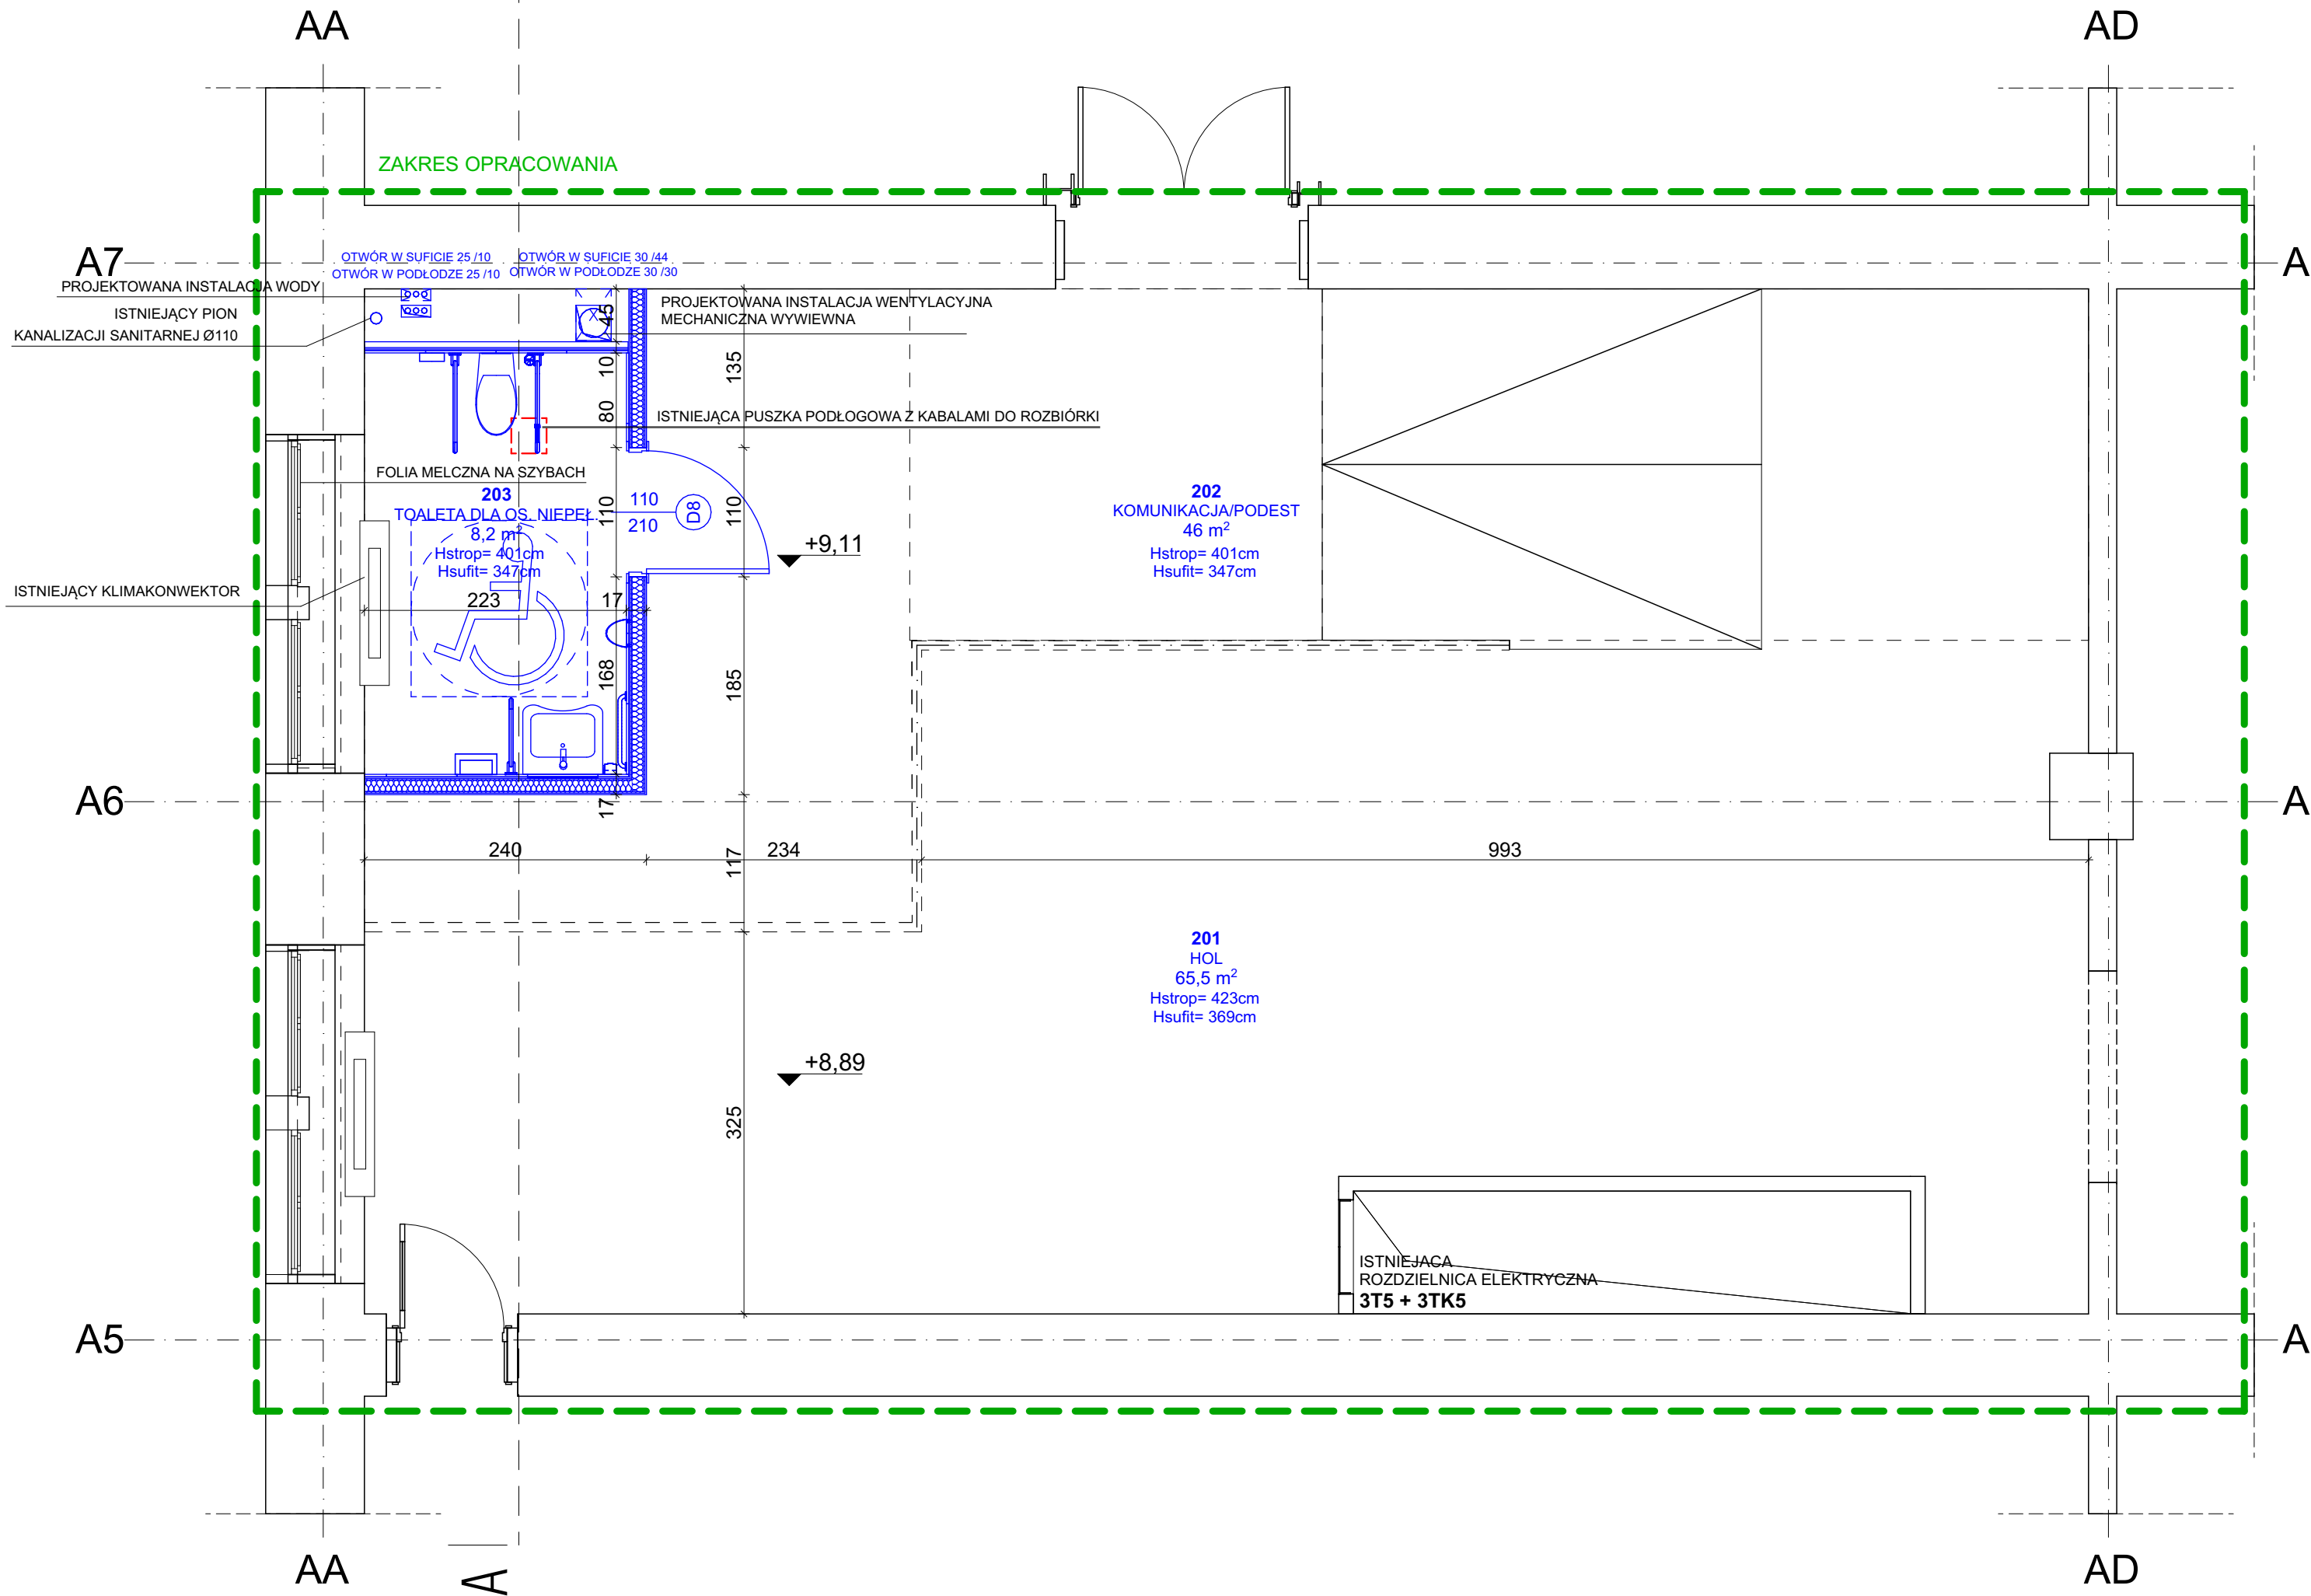 AA
AD
ZAKRES OPRACOWANIA
A7
OTWÓR W SUFICIE 25 /10
OTWÓR W PODŁODZE 25 /10
OTWÓR W SUFICIE 30 /44
OTWÓR W PODŁODZE 30 /30
A
PROJEKTOWANA INSTALACJA WODY
ISTNIEJĄCY PION
KANALIZACJI SANITARNEJ Ø110
PROJEKTOWANA INSTALACJA WENTYLACYJNA
MECHANICZNA WYWIEWNA
45
10
135
80
ISTNIEJĄCA PUSZKA PODŁOGOWA Z KABALAMI DO ROZBIÓRKI
FOLIA MELCZNA NA SZYBACH
203
TOALETA DLA OS. NIEPEŁ.
8,2 m²
Hstrop= 401cm
Hsufit= 347cm
110
110
210
D8
110
+9,11
202
KOMUNIKACJA/PODEST
46 m²
Hstrop= 401cm
Hsufit= 347cm
ISTNIEJĄCY KLIMAKONWEKTOR
223
17
168
185
A6
17
A
240
234
117
993
201
HOL
65,5 m²
Hstrop= 423cm
Hsufit= 369cm
+8,89
325
ISTNIEJACA
ROZDZIELNICA ELEKTRYCZNA
3T5 + 3TK5
A5
A
AA
A
AD